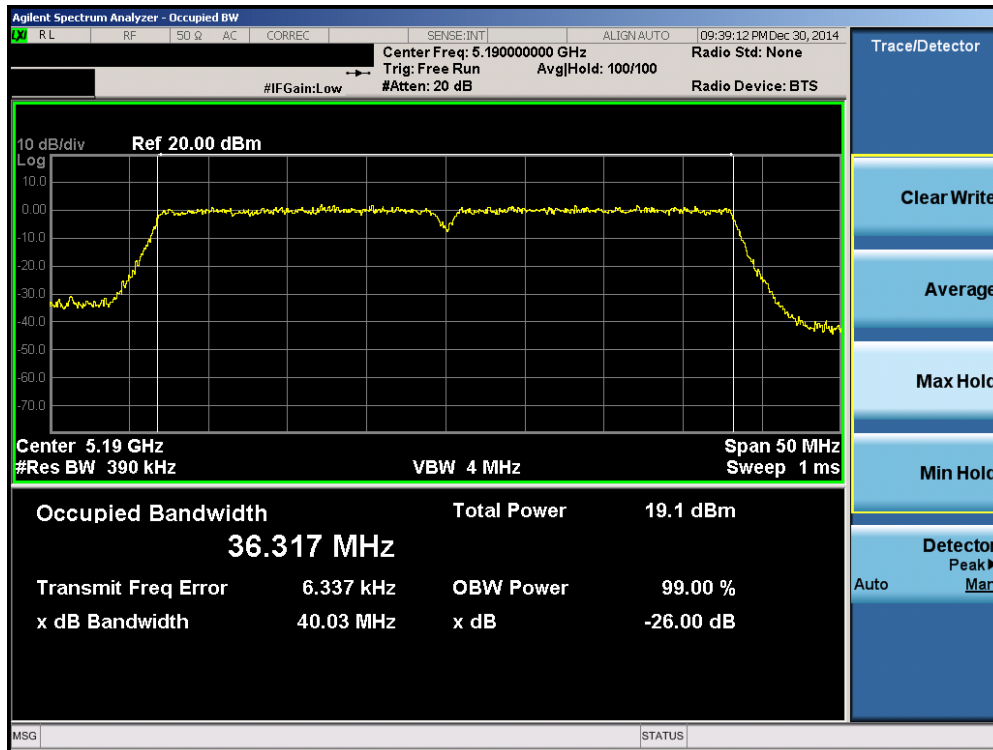 Agilent Spectrum Analyzer - Occupied BW
LXI RL RF 50 Ω AC CORREC SENSE:INT ALIGN AUTO 09:39:12 PM Dec 30, 2014
Center Freq: 5.190000000 GHz Radio Std: None
Trig: Free Run Avg|Hold: 100/100
#IFGain:Low #Atten: 20 dB Radio Device: BTS
10 dB/div Ref 20.00 dBm
Log
10.0
0.00
-10.0
-20.0
-30.0
-40.0
-50.0
-60.0
-70.0
Center 5.19 GHz Span 50 MHz
#Res BW 390 kHz VBW 4 MHz Sweep 1 ms
Occupied Bandwidth Total Power 19.1 dBm
36.317 MHz
Transmit Freq Error 6.337 kHz OBW Power 99.00 %
x dB Bandwidth 40.03 MHz x dB -26.00 dB
MSG STATUS
Trace/Detector
Clear Write
Average
Max Hold
Min Hold
Detector
Peak
Auto Man